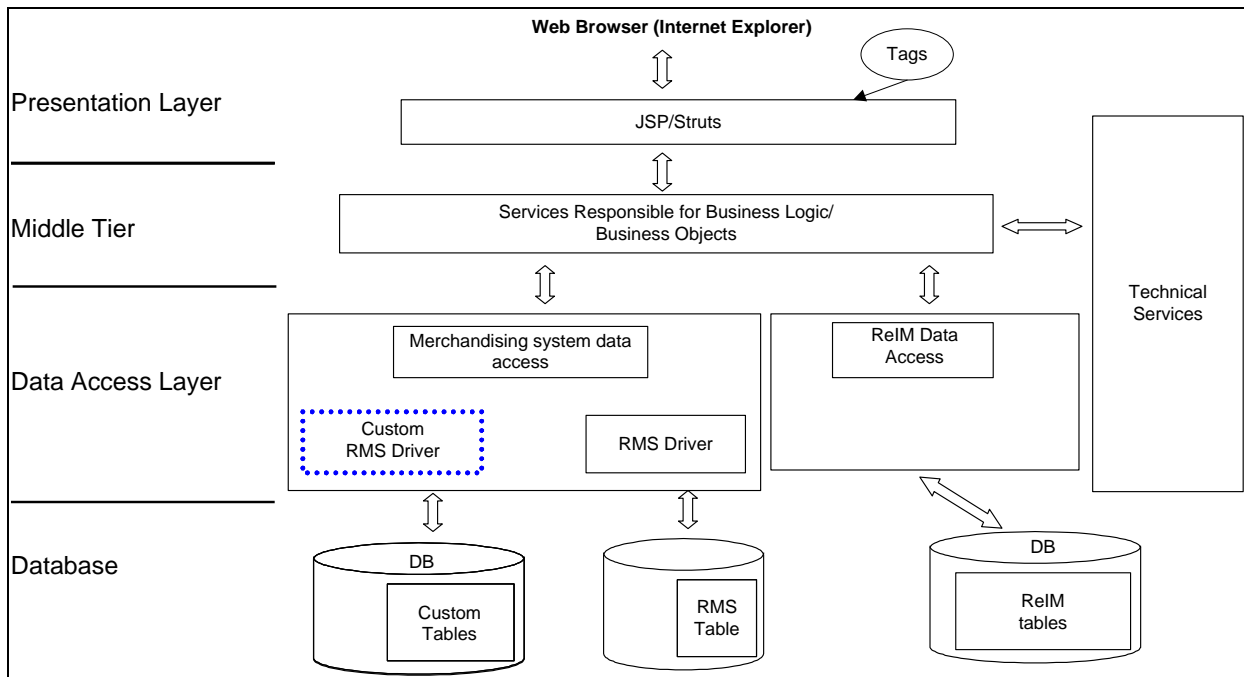 Web Browser (Internet Explorer)
Tags
Presentation Layer
JSP/Struts
Middle Tier
Services Responsible for Business Logic/
Business Objects
Technical
Services
Data Access Layer
Merchandising system data
access
ReIM Data
Access
Custom
RMS Driver
RMS Driver
Database
DB
Custom
Tables
RMS
Table
DB
ReIM
tables